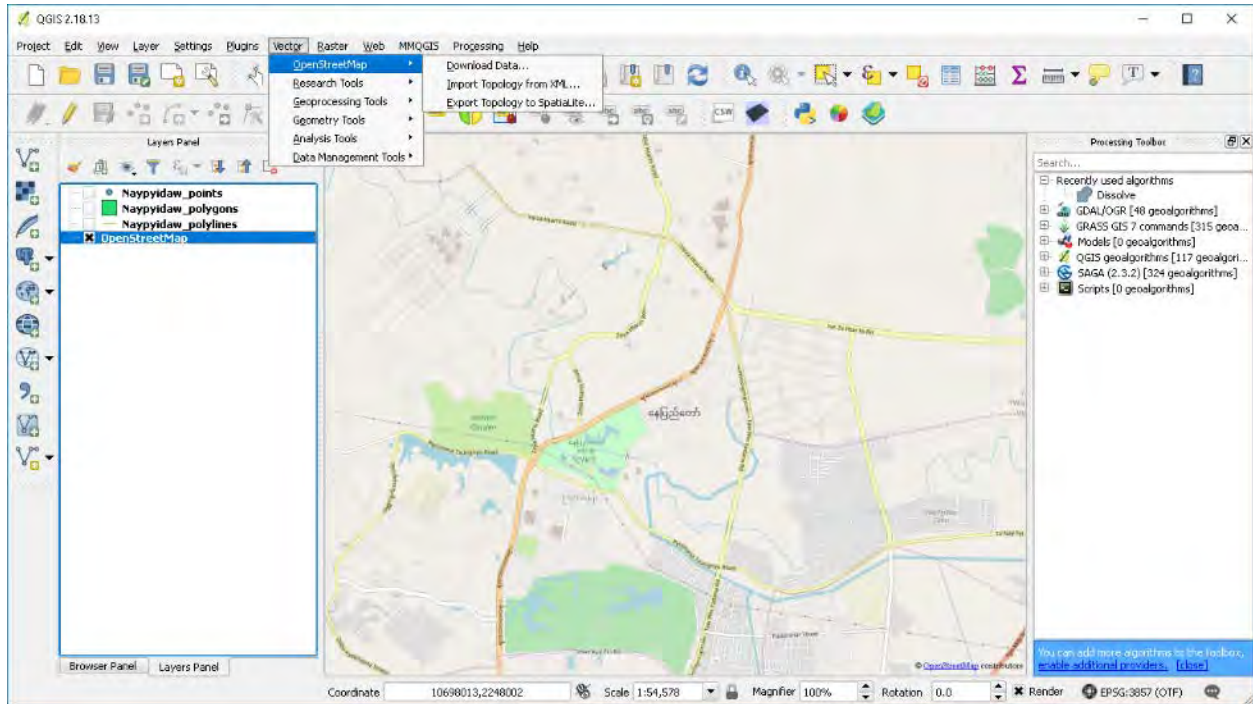 QGIS 2.18.13
Project Edit View Layer Settings Plugins Vector Raster Web MMQGIS Processing Help
OpenStreetMap
Research Tools
Geoprocessing Tools
Geometry Tools
Analysis Tools
Data Management Tools
Download Data...
Import Topology from XML...
Export Topology to SpatiaLite...
CSW
Layers Panel
Naypyidaw_points
Naypyidaw_polygons
Naypyidaw_polylines
OpenStreetMap
နေပြည်တော်
© OpenStreetMap contributors
Processing Toolbox
Search...
Recently used algorithms
Dissolve
GDAL/OGR [48 geoalgorithms]
GRASS GIS 7 commands [315 geoa...
Models [0 geoalgorithms]
QGIS geoalgorithms [117 geoalgori...
SAGA (2.3.2) [324 geoalgorithms]
Scripts [0 geoalgorithms]
You can add more algorithms to the toolbox,
enable additional providers. [close]
Browser Panel Layers Panel
Coordinate 10698013,2248002 Scale 1:54,578 Magnifier 100% Rotation 0.0 Render EPSG:3857 (OTF)